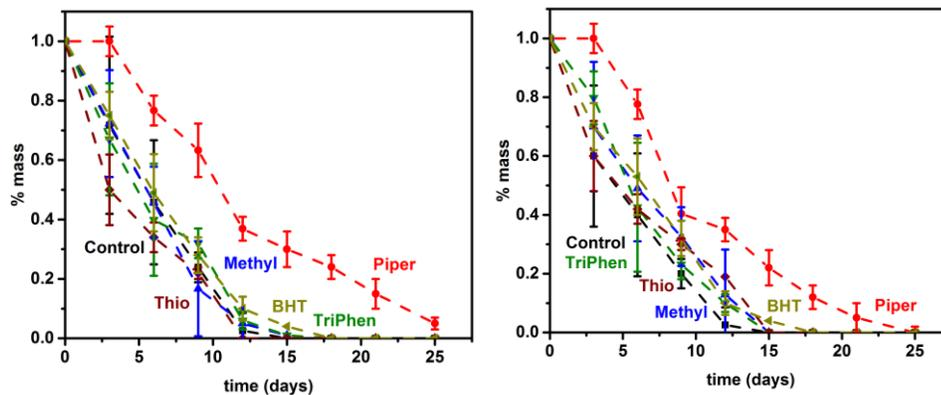 % mass
1.0
0.8
0.6
0.4
0.2
0.0
Control
Thio
Methyl
BHT
TriPhen
Piper
0 5 10 15 20 25
time (days)
% mass
1.0
0.8
0.6
0.4
0.2
0.0
Control
TriPhen
Thio
Methyl
BHT
Piper
0 5 10 15 20 25
time (days)